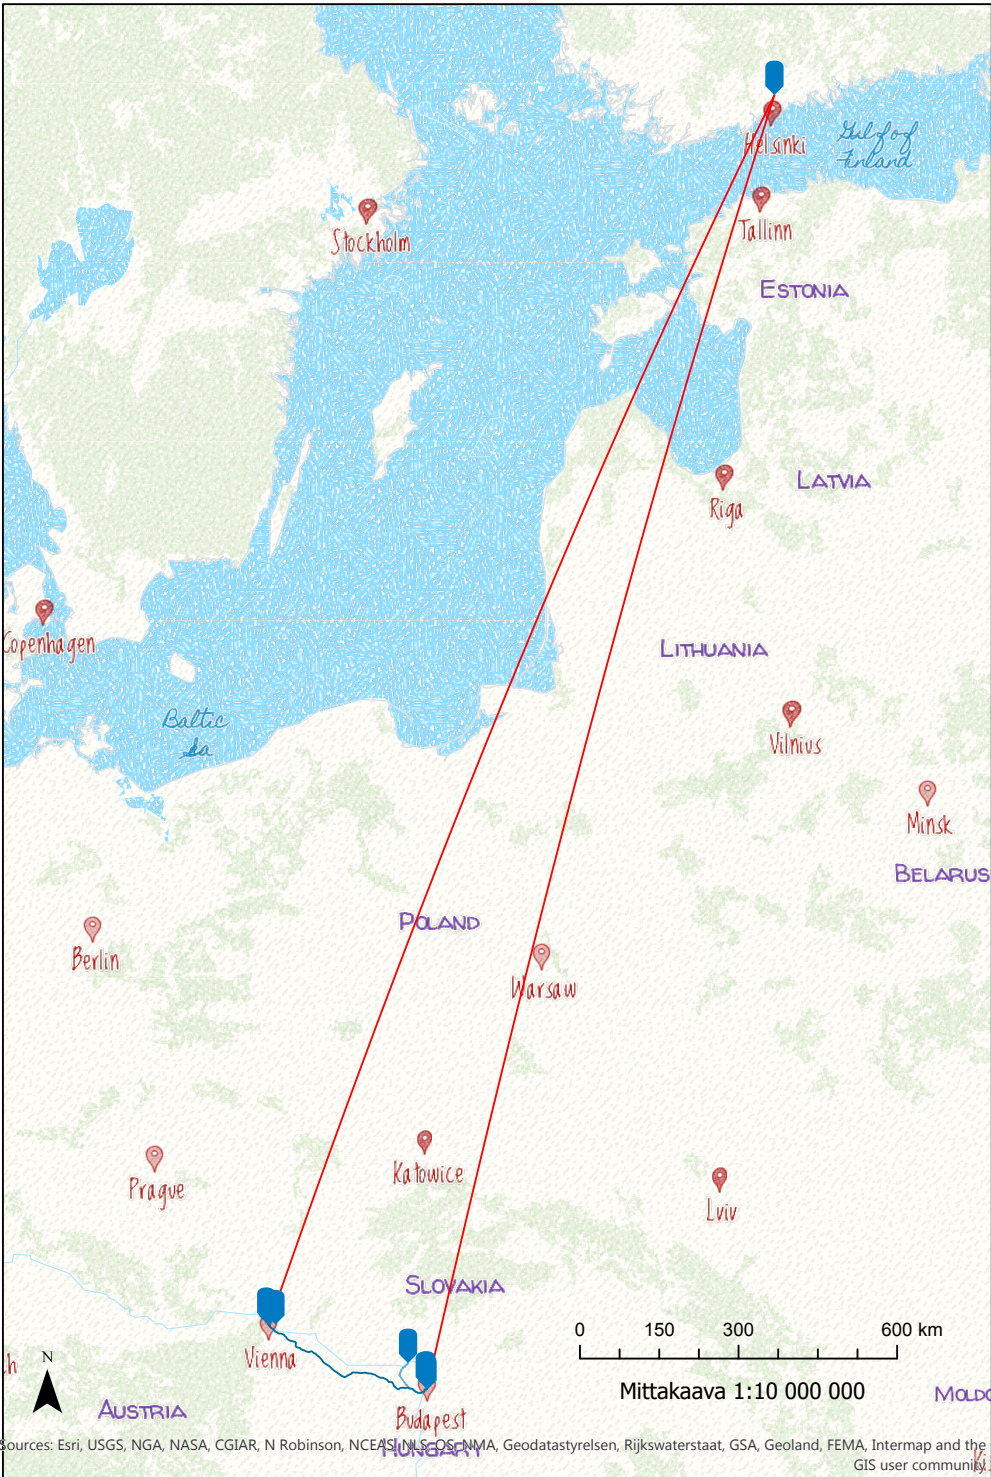 Helsinki
Gulf of
Finland
Tallinn
Stockholm
ESTONIA
LATVIA
Riga
Copenhagen
LITHUANIA
Baltic
Sea
Vilnius
Minsk
BELARUS
POLAND
Berlin
Warsaw
Prague
Katowice
Lviv
SLOVAKIA
0 150 300 600 km
Vienna
N
Mittakaava 1:10 000 000
AUSTRIA
Budapest
HUNGARY
Sources: Esri, USGS, NGA, NASA, CGIAR, N Robinson, NCEAS, NLS, OS, NMA, Geodatastyrelsen, Rijkswaterstaat, GSA, Geoland, FEMA, Intermap and the
GIS user community